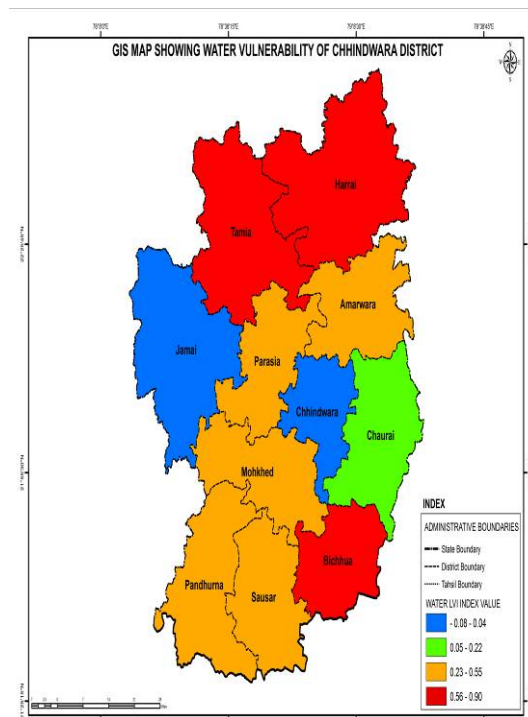 GIS MAP SHOWING WATER VULNERABILITY OF CHHINDWARA DISTRICT
N
Harrai
Tamia
Amarwara
Jamai
Parasia
Chhindwara
Chaurai
Mohkhed
Bichhua
Pandhurna
Sausar
INDEX
ADMINISTRATIVE BOUNDARIES
State Boundary
District Boundary
Tahsil Boundary
WATER LVI INDEX VALUE
- 0.08 - 0.04
0.05 - 0.22
0.23 - 0.55
0.56 - 0.90